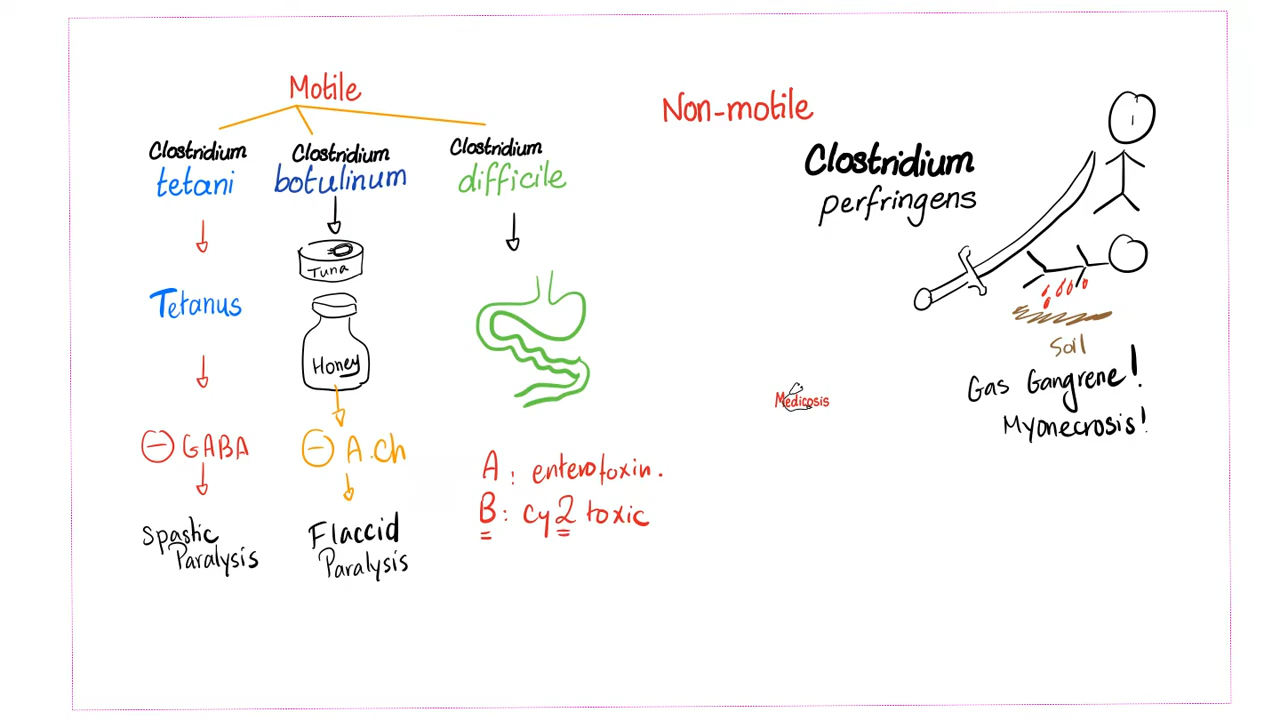 Motile
Clostridium
tetani
Tetanus
⊖ GABA
Spastic
Paralysis
Clostridium
botulinum
Tuna
Honey
⊖ A.Ch
Flaccid
Paralysis
Clostridium
difficile
A: enterotoxin.
B: cy2 toxic
Non-motile
Clostridium
perfringens
Soil
Gas Gangrene!
Myonecrosis!
Medicosis